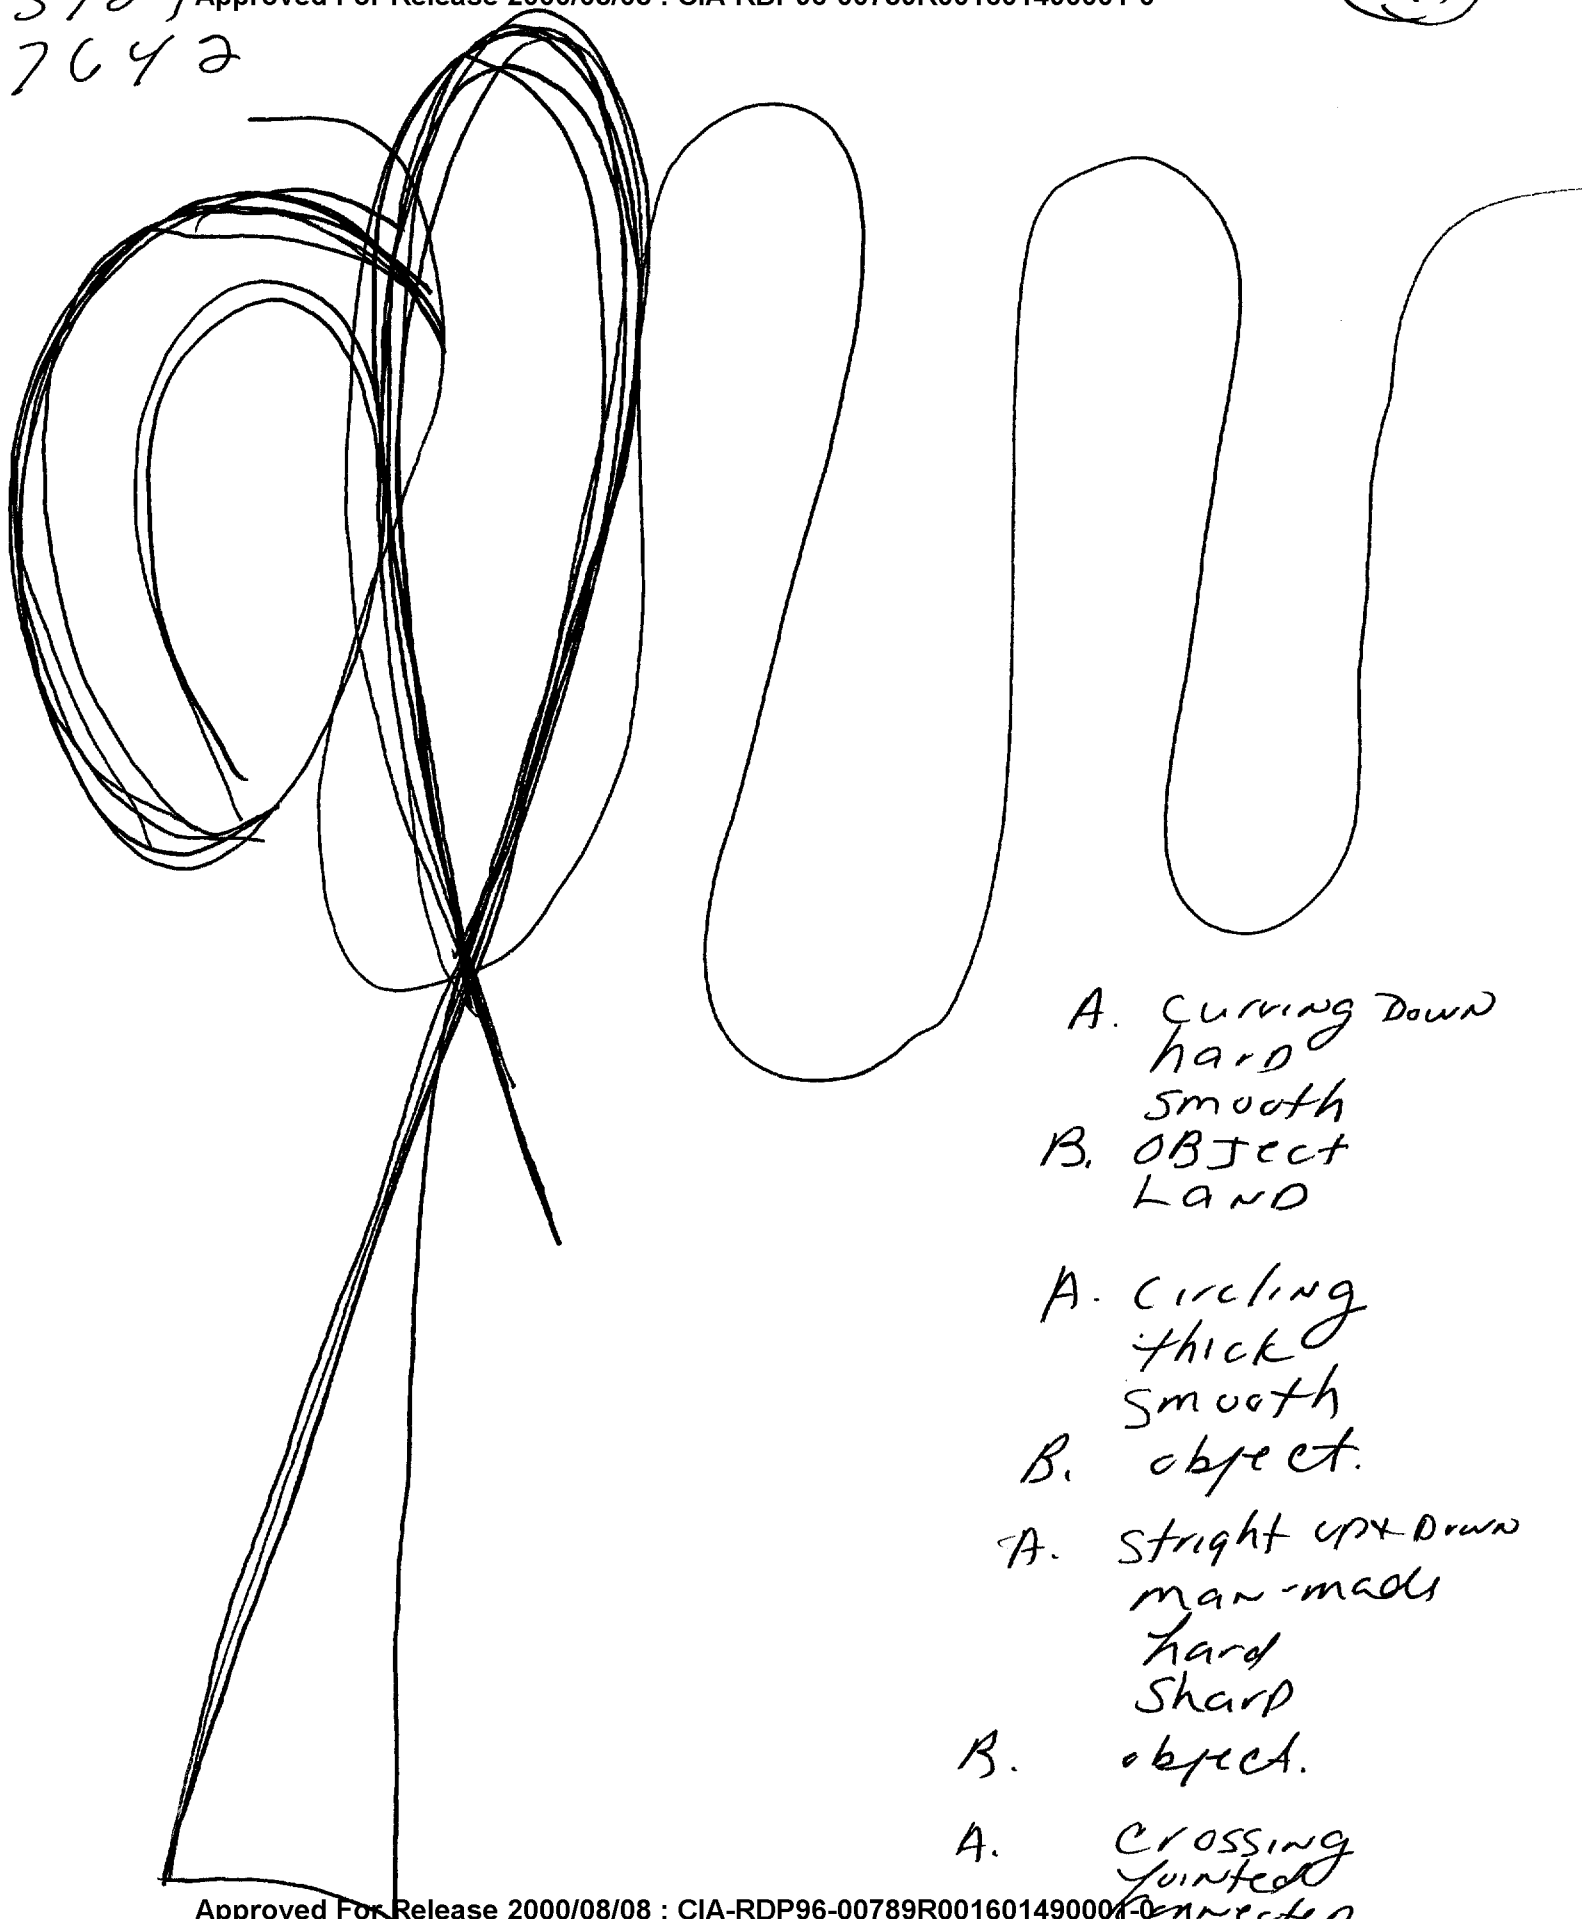 Approved For Release 2000/08/08 : CIA-RDP96-00789R001601490001-0
7642
A. Curving Down
hard
smooth
B. OBJect
LAND
A. Circling
thick
smooth
B. object.
A. Stright up + Down
man-made
hard
Sharp
B. object.
A. Crossing
Jointed
Connected
Approved For Release 2000/08/08 : CIA-RDP96-00789R001601490001-0